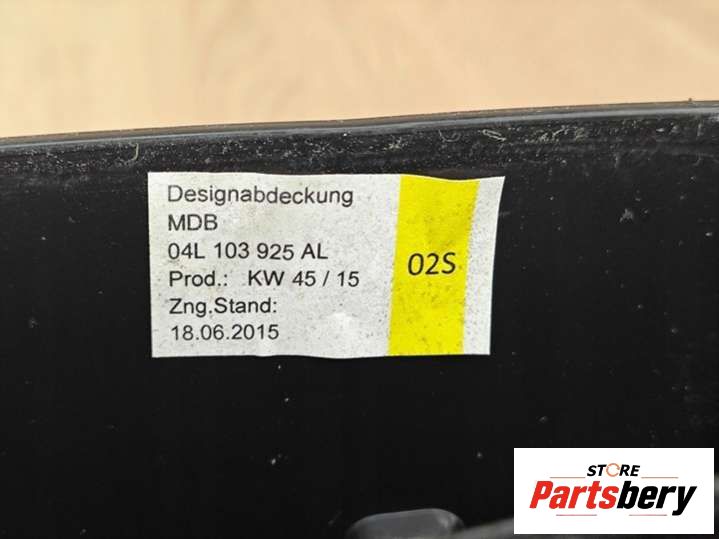 Designabdeckung
MDB
04L 103 925 AL
Prod.: KW 45 / 15
Zng.Stand:
18.06.2015
02S
STORE
Partsbery